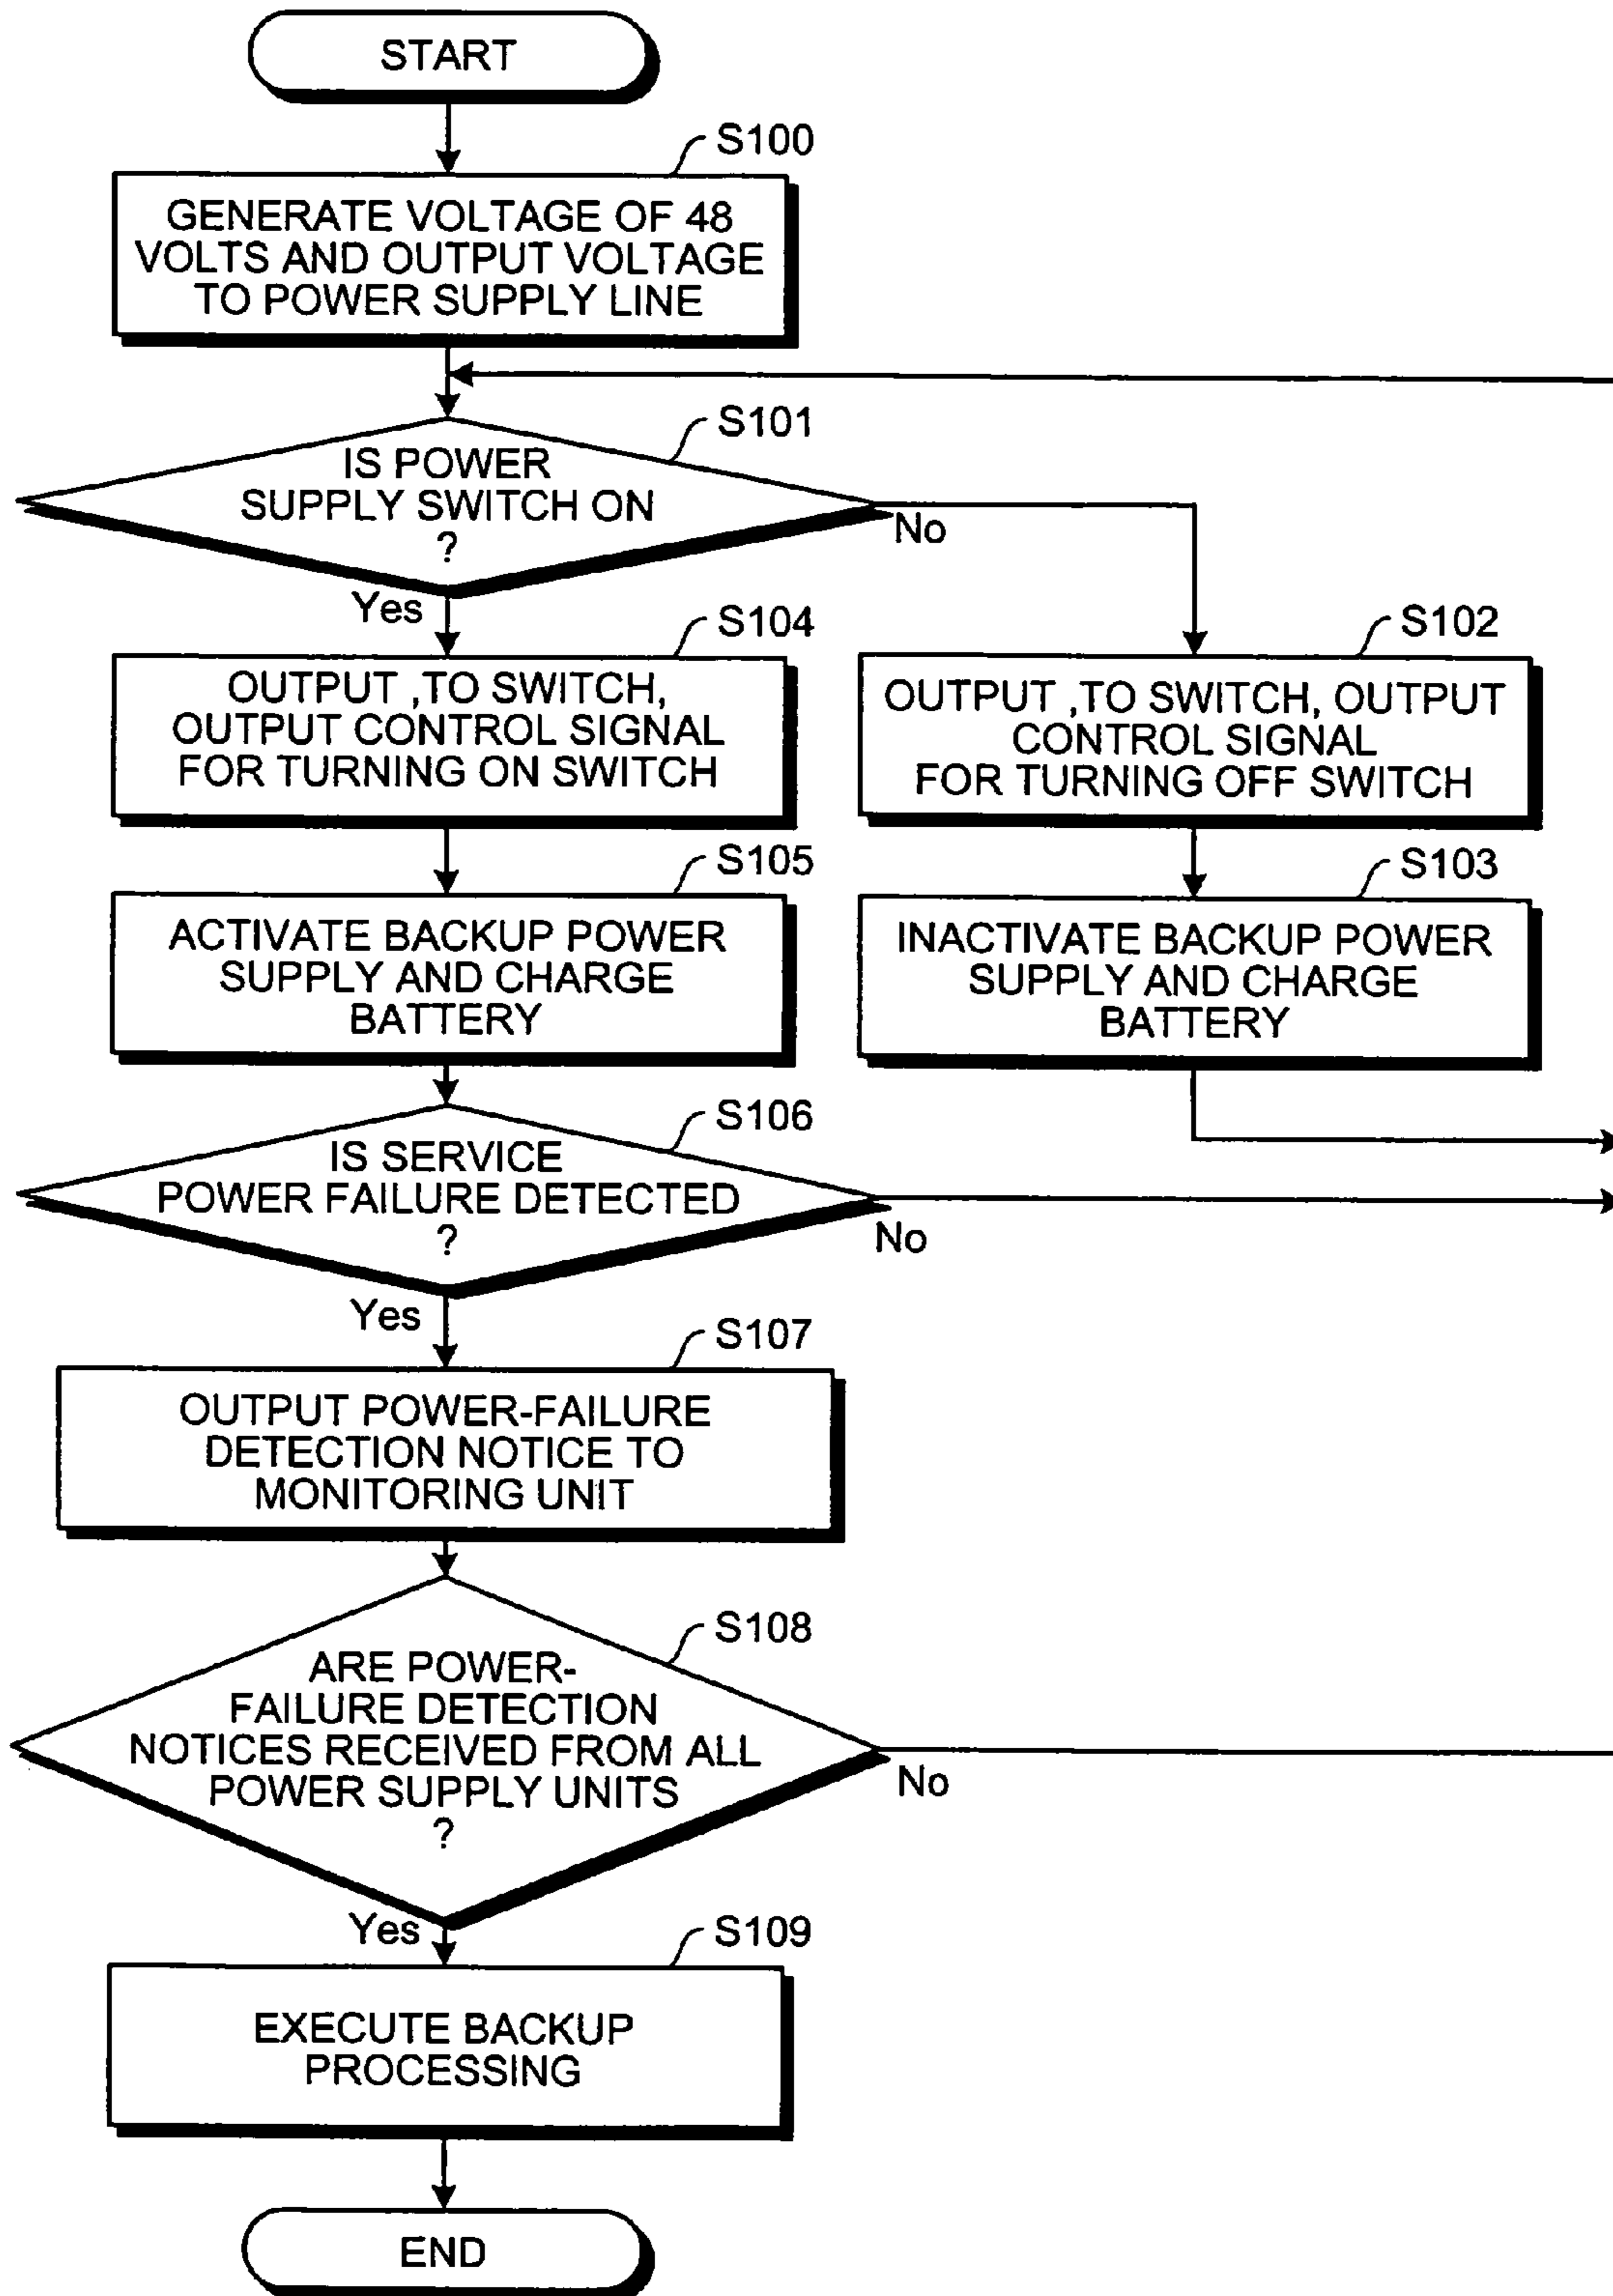 START
S100
GENERATE VOLTAGE OF 48
VOLTS AND OUTPUT VOLTAGE
TO POWER SUPPLY LINE
S101
IS POWER
SUPPLY SWITCH ON
?
No
Yes
S104
OUTPUT ,TO SWITCH,
OUTPUT CONTROL SIGNAL
FOR TURNING ON SWITCH
S102
OUTPUT ,TO SWITCH, OUTPUT
CONTROL SIGNAL
FOR TURNING OFF SWITCH
S105
ACTIVATE BACKUP POWER
SUPPLY AND CHARGE
BATTERY
S103
INACTIVATE BACKUP POWER
SUPPLY AND CHARGE
BATTERY
S106
IS SERVICE
POWER FAILURE DETECTED
?
No
Yes
S107
OUTPUT POWER-FAILURE
DETECTION NOTICE TO
MONITORING UNIT
S108
ARE POWER-
FAILURE DETECTION
NOTICES RECEIVED FROM ALL
POWER SUPPLY UNITS
?
No
Yes
S109
EXECUTE BACKUP
PROCESSING
END